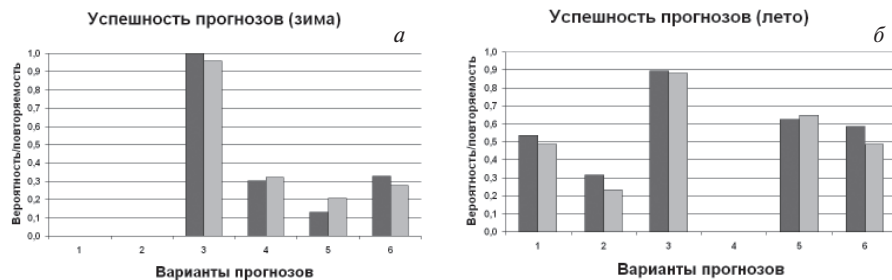 Успешность прогнозов (зима)
а
Вероятность/повторяемость
1,0
0,9
0,8
0,7
0,6
0,5
0,4
0,3
0,2
0,1
0,0
1 2 3 4 5 6
Варианты прогнозов
Успешность прогнозов (лето)
б
Вероятность/повторяемость
1,0
0,9
0,8
0,7
0,6
0,5
0,4
0,3
0,2
0,1
0,0
1 2 3 4 5 6
Варианты прогнозов